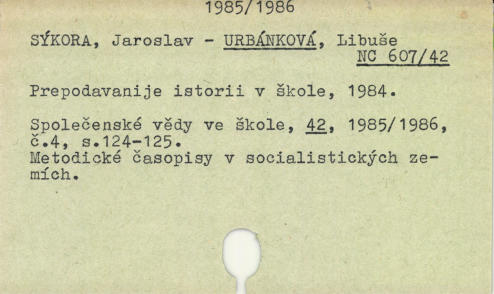 1985/1986
SÝKORA, Jaroslav - URBÁNKOVÁ, Libuše
NC 607/42
Prepodavanije istorii v škole, 1984.
Společenské vědy ve škole, 42, 1985/1986,
č.4, s.124-125.
Metodické časopisy v socialistických ze-
mích.